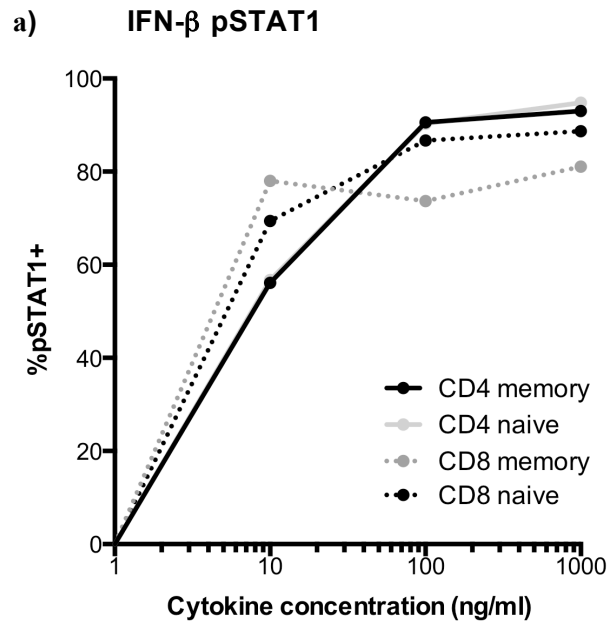 a) IFN-β pSTAT1
100
80
60
40
20
0
%pSTAT1+
CD4 memory
CD4 naive
CD8 memory
CD8 naive
1 10 100 1000
Cytokine concentration (ng/ml)